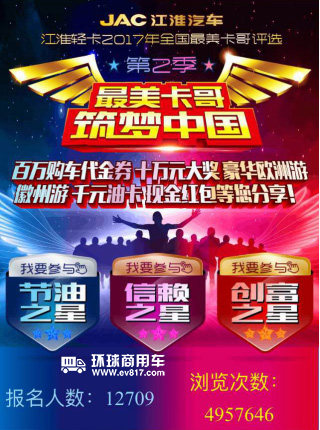 JAC 江淮汽车
江淮轻卡2017年全国最美卡哥评选
第2季
最美卡哥
筑梦中国
百万购车代金券 十万元大奖 豪华欧洲游
徽州游 千元油卡 现金红包等您分享！
我要参与 我要参与 我要参与
节油之星 信赖之星 创富之星
环球商用车
www.ev817.com
报名人数：12709
浏览次数：
4957646